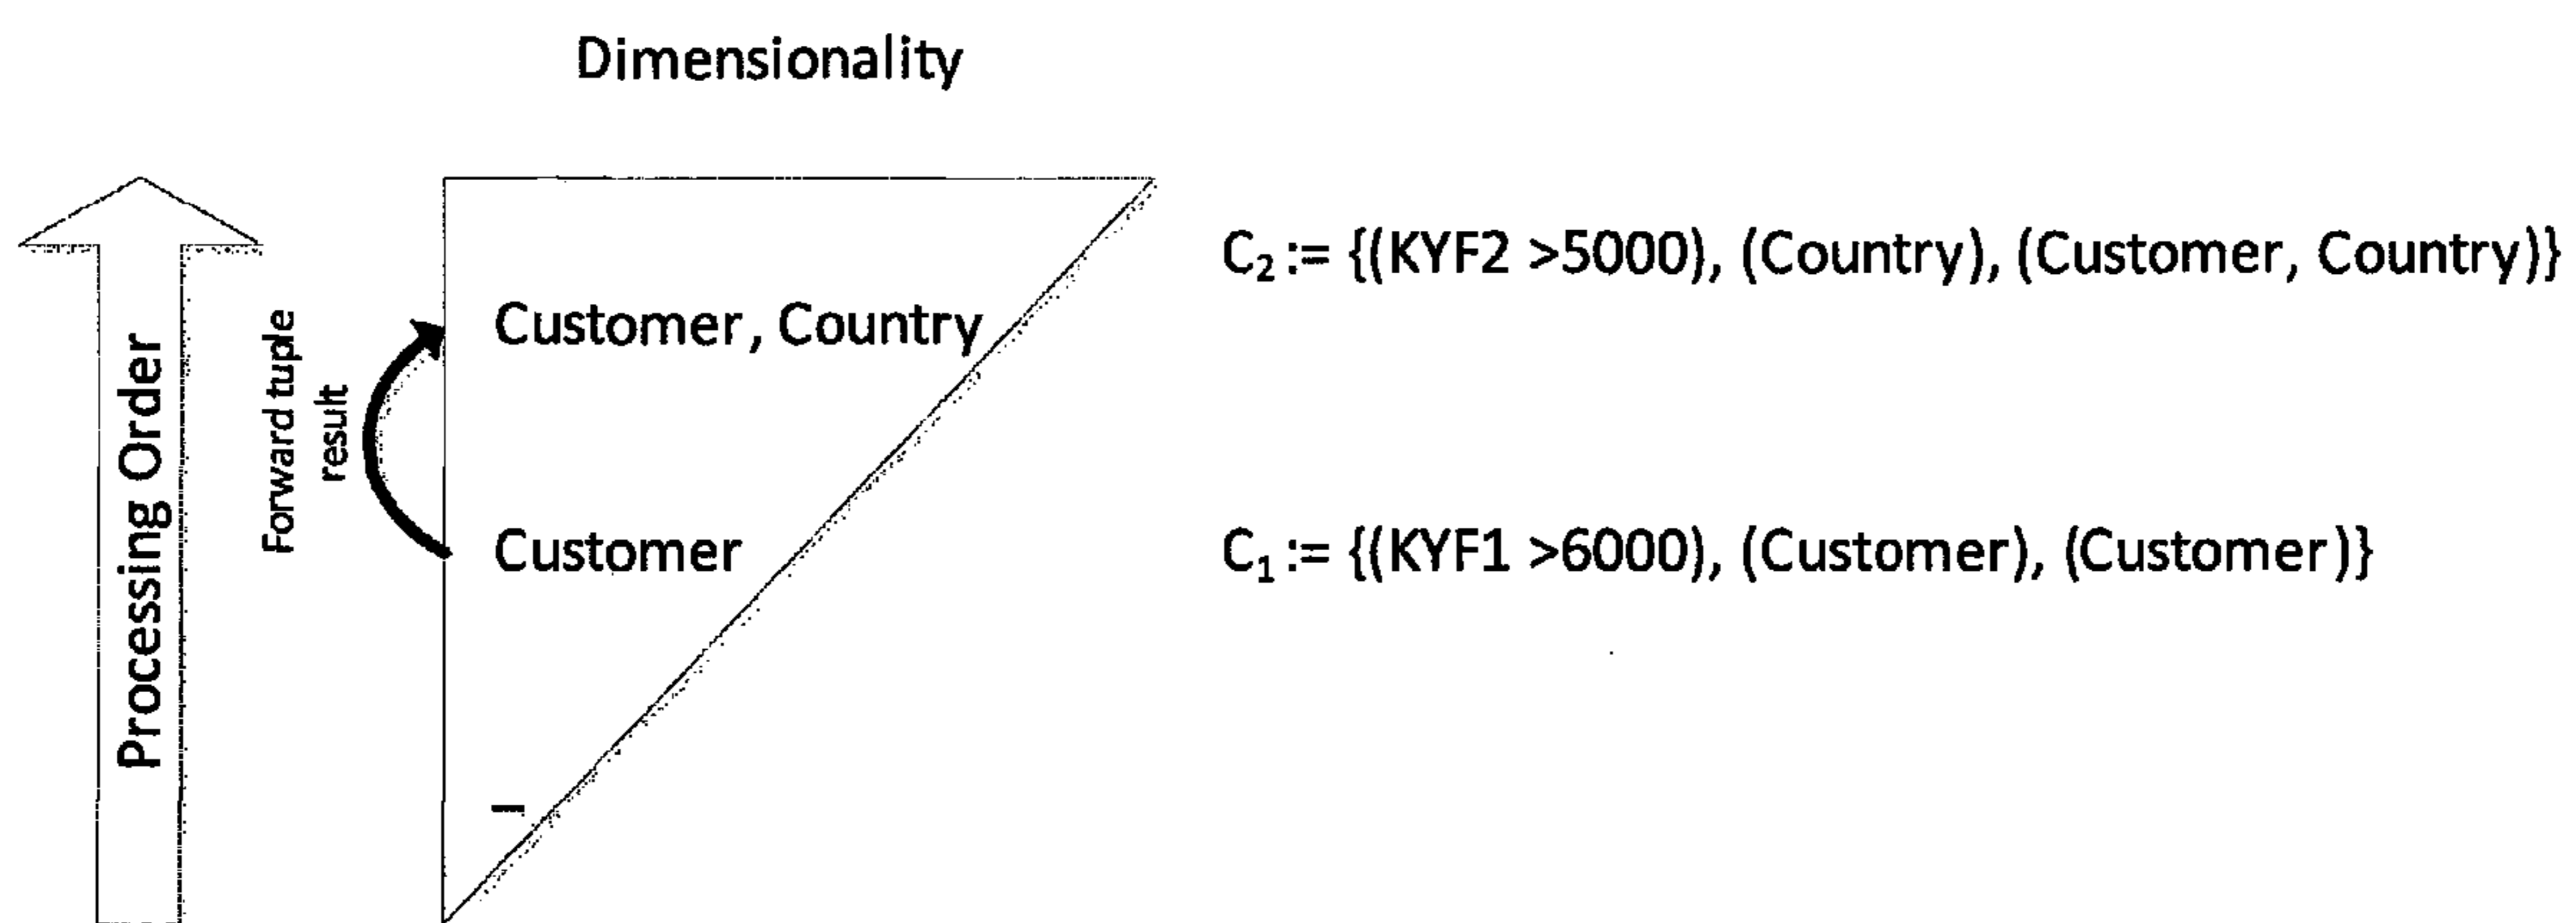 Dimensionality
Processing Order
Forward tuple
result
Customer, Country
C₂ := {(KYF2 >5000), (Country), (Customer, Country)}
Customer
C₁ := {(KYF1 >6000), (Customer), (Customer)}
–